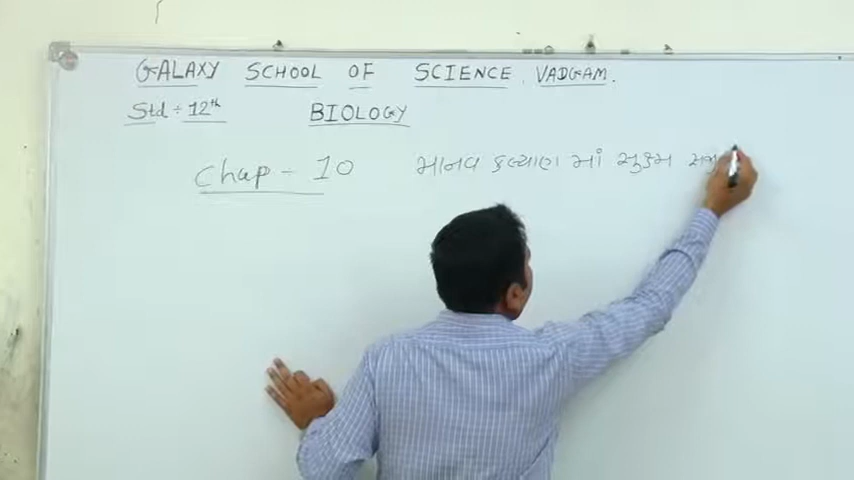 GALAXY SCHOOL OF SCIENCE. VADGAM.
Std ÷ 12th BIOLOGY
Chap - 10 માનવ કલ્યાણ માં સુક્ષ્મ